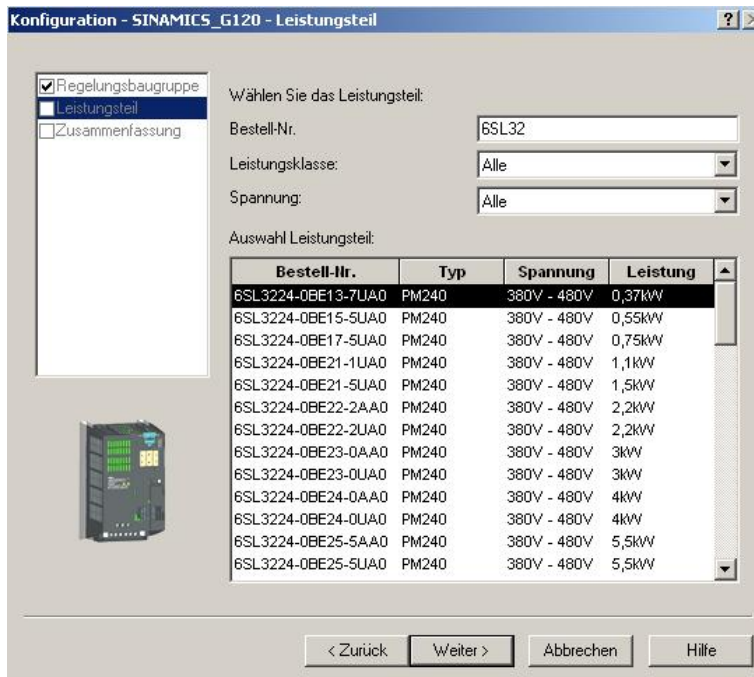 Konfiguration - SINAMICS_G120 - Leistungsteil
Regelungsbaugruppe
Leistungsteil
Zusammenfassung
Wählen Sie das Leistungsteil:
Bestell-Nr. 6SL32
Leistungsklasse: Alle
Spannung: Alle
Auswahl Leistungsteil:
Bestell-Nr. Typ Spannung Leistung
6SL3224-0BE13-7UA0 PM240 380V - 480V 0,37kW
6SL3224-0BE15-5UA0 PM240 380V - 480V 0,55kW
6SL3224-0BE17-5UA0 PM240 380V - 480V 0,75kW
6SL3224-0BE21-1UA0 PM240 380V - 480V 1,1kW
6SL3224-0BE21-5UA0 PM240 380V - 480V 1,5kW
6SL3224-0BE22-2AA0 PM240 380V - 480V 2,2kW
6SL3224-0BE22-2UA0 PM240 380V - 480V 2,2kW
6SL3224-0BE23-0AA0 PM240 380V - 480V 3kW
6SL3224-0BE23-0UA0 PM240 380V - 480V 3kW
6SL3224-0BE24-0AA0 PM240 380V - 480V 4kW
6SL3224-0BE24-0UA0 PM240 380V - 480V 4kW
6SL3224-0BE25-5AA0 PM240 380V - 480V 5,5kW
6SL3224-0BE25-5UA0 PM240 380V - 480V 5,5kW
< Zurück Weiter > Abbrechen Hilfe